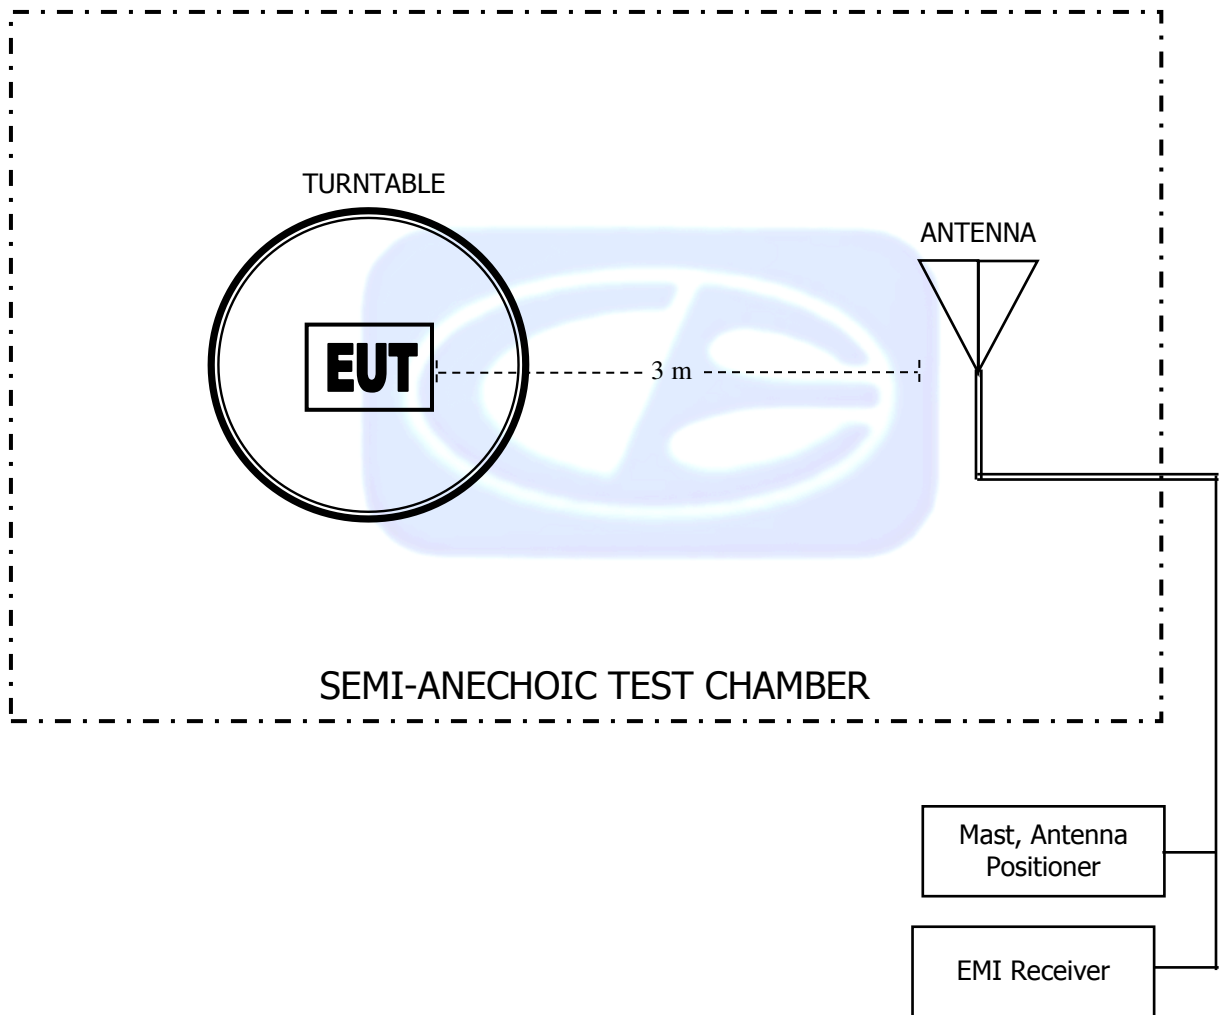 TURNTABLE
ANTENNA
EUT
3 m
SEMI-ANECHOIC TEST CHAMBER
Mast, Antenna
Positioner
EMI Receiver